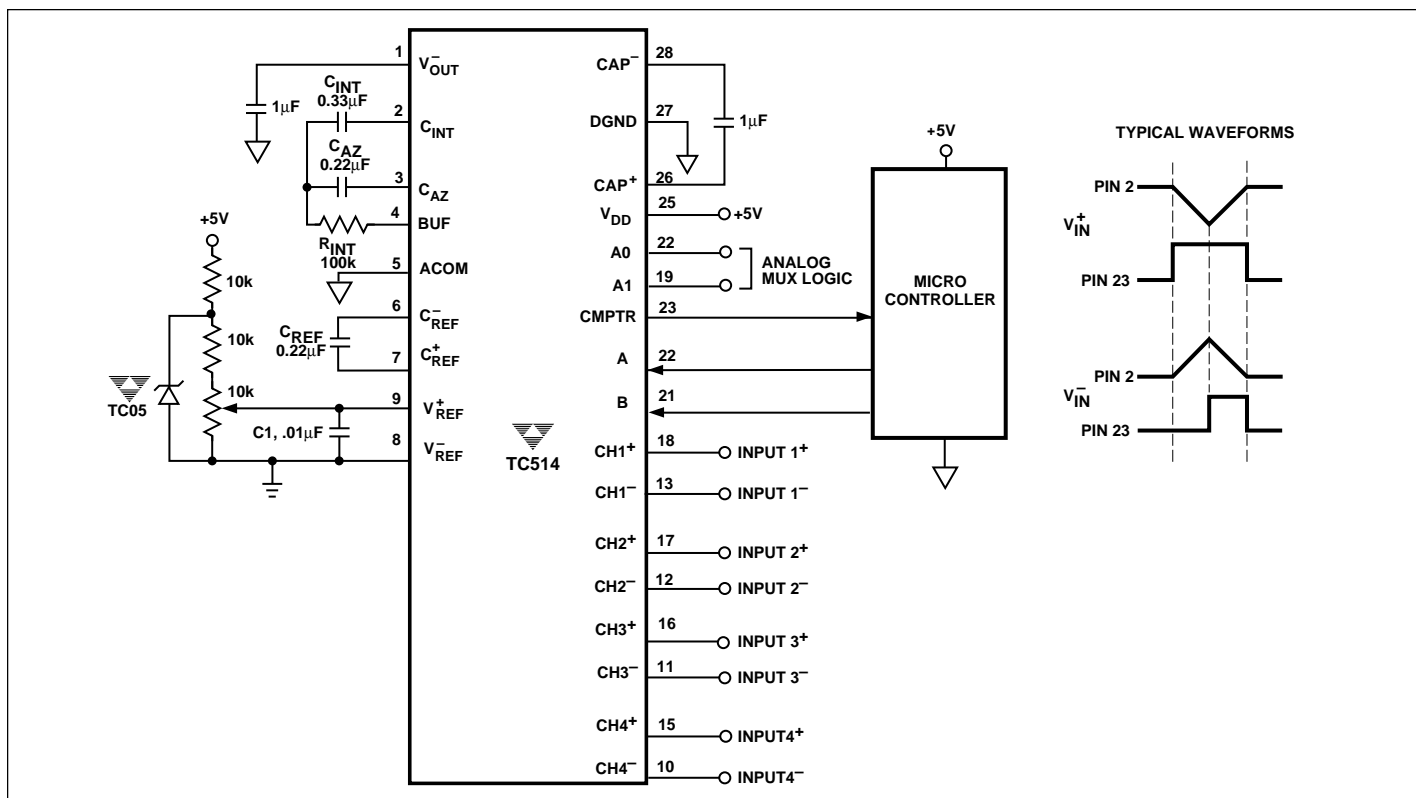 1
V⁻OUT
1µF
CINT
0.33µF
2
CINT
CAZ
0.22µF
3
CAZ
4
BUF
RINT
100k
5
ACOM
6
C⁻REF
CREF
0.22µF
7
C⁺REF
+5V
10k
10k
10k
TC05
9
V⁺REF
C1, .01µF
8
V⁻REF
TC514
28
CAP⁻
27
DGND
1µF
26
CAP⁺
25
VDD
+5V
22
A0
19
A1
ANALOG
MUX LOGIC
23
CMPTR
22
A
21
B
18
CH1⁺
INPUT 1⁺
13
CH1⁻
INPUT 1⁻
17
CH2⁺
INPUT 2⁺
12
CH2⁻
INPUT 2⁻
16
CH3⁺
INPUT 3⁺
11
CH3⁻
INPUT 3⁻
15
CH4⁺
INPUT4⁺
10
CH4⁻
INPUT4⁻
+5V
MICRO
CONTROLLER
TYPICAL WAVEFORMS
PIN 2
V⁺IN
PIN 23
PIN 2
V⁻IN
PIN 23